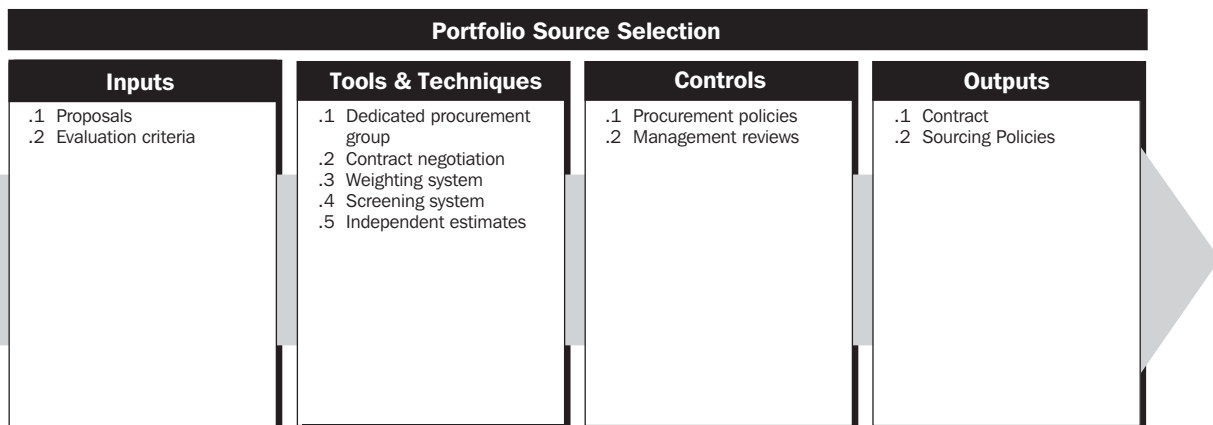 Portfolio Source Selection
Inputs
.1 Proposals
.2 Evaluation criteria
Tools & Techniques
.1 Dedicated procurement
group
.2 Contract negotiation
.3 Weighting system
.4 Screening system
.5 Independent estimates
Controls
.1 Procurement policies
.2 Management reviews
Outputs
.1 Contract
.2 Sourcing Policies